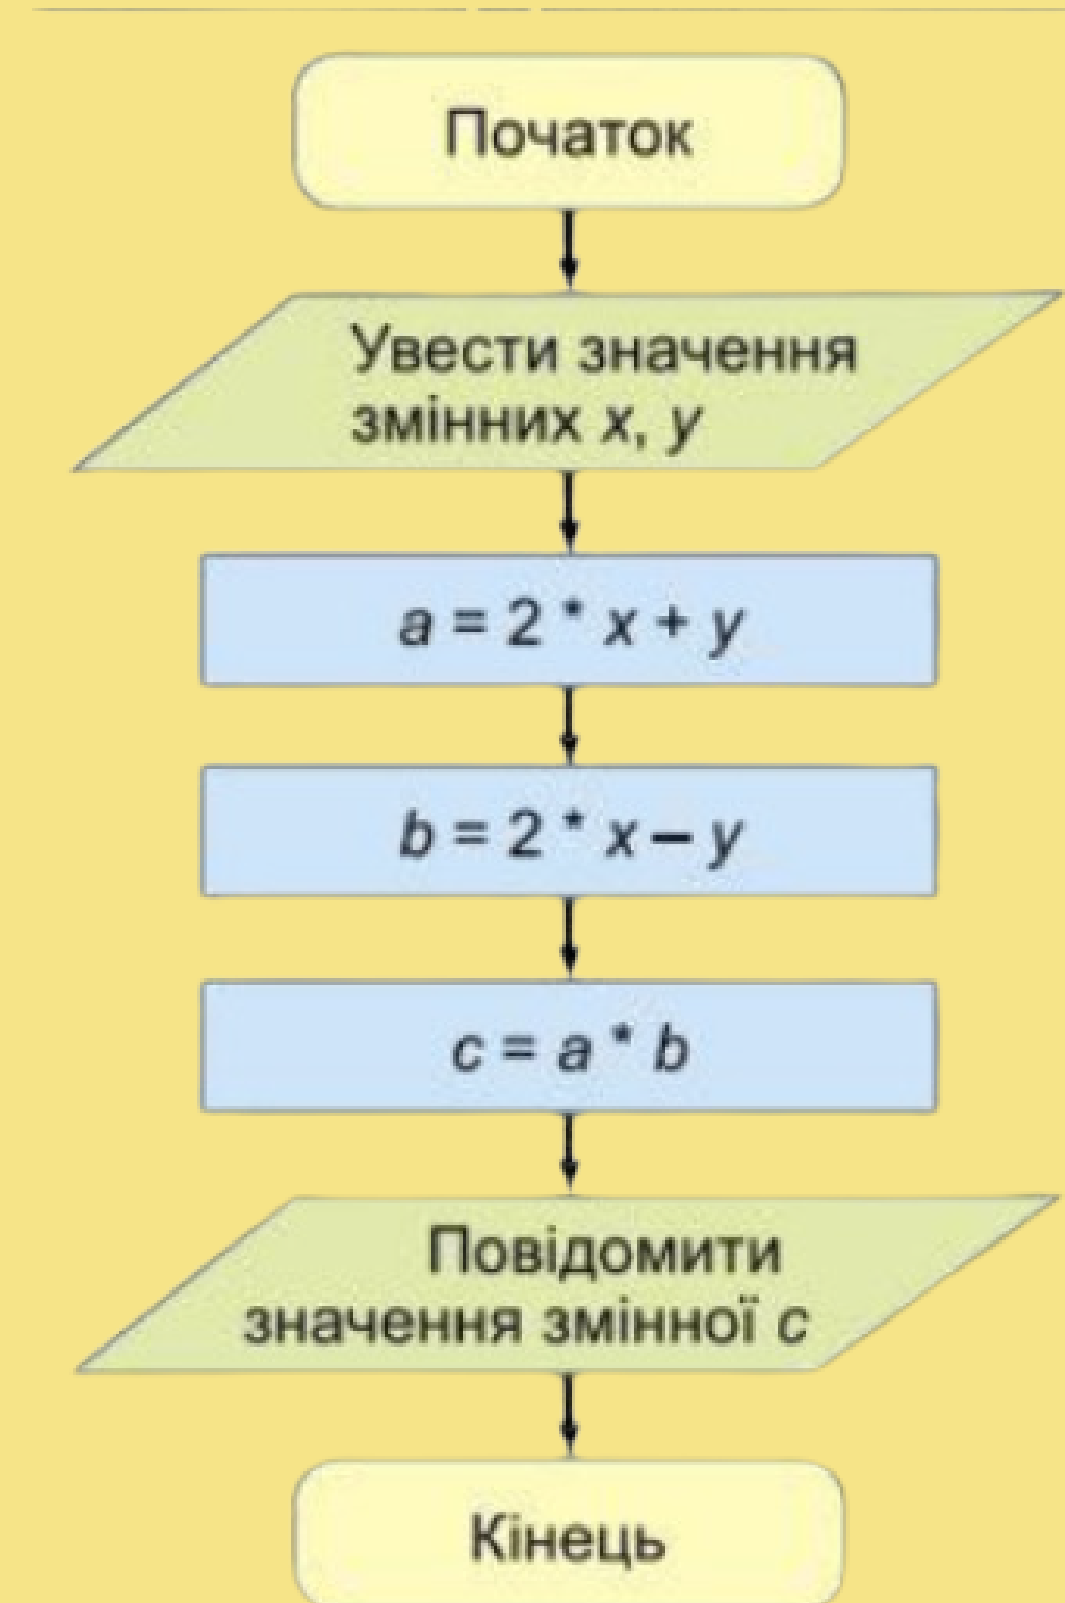 Початок
Увести значення
змінних x, y
a = 2 * x + y
b = 2 * x – y
c = a * b
Повідомити
значення змінної c
Кінець